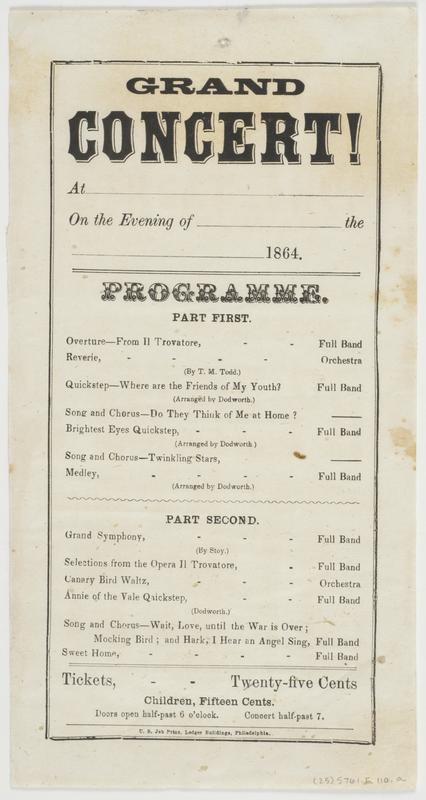 GRAND
CONCERT!
At
On the Evening of the
1864.
PROGRAMME.
PART FIRST.
Overture—From Il Trovatore, - - Full Band
Reverie, - - - - Orchestra
(By T. M. Todd.)
Quickstep—Where are the Friends of My Youth? Full Band
(Arranged by Dodworth.)
Song and Chorus—Do They Think of Me at Home ? ——
Brightest Eyes Quickstep, - - - Full Band
(Arranged by Dodworth )
Song and Chorus—Twinkling Stars, ——
Medley, - - - - Full Band
(Arranged by Dodworth.)
PART SECOND.
Grand Symphony, - - - Full Band
(By Stoy.)
Selections from the Opera Il Trovatore, - Full Band
Canary Bird Waltz, - - - Orchestra
Annie of the Vale Quickstep, - - Full Band
(Dodworth.)
Song and Chorus—Wait, Love, until the War is Over ;
Mocking Bird ; and Hark, I Hear an Angel Sing, Full Band
Sweet Home, - - - - Full Band
Tickets, - - Twenty-five Cents
Children, Fifteen Cents.
Doors open half-past 6 o'clock. Concert half-past 7.
U. S. Job Print, Ledger Buildings, Philadelphia.
(25) 5761.F.110.a